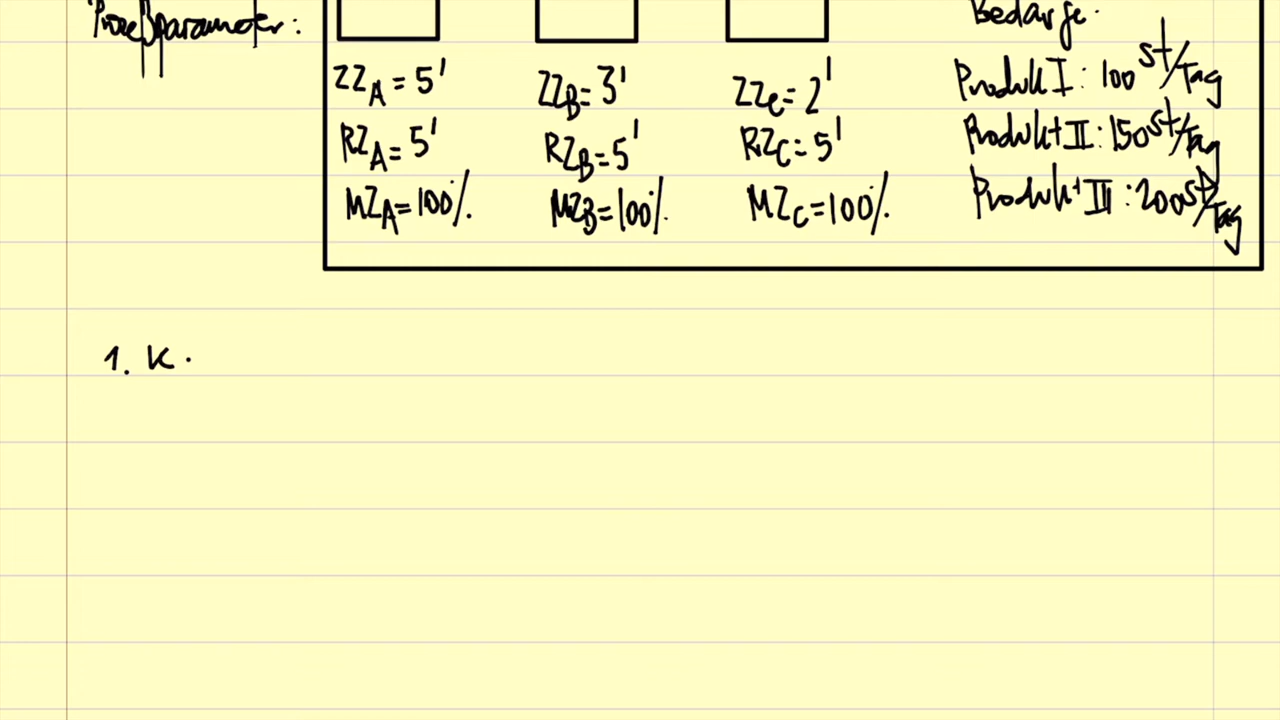 Prozeßparameter:
Bedarfe:
ZZA = 5' ZZB = 3' ZZC = 2' Produkt I: 100 St/Tag
RZA = 5' RZB = 5' RZC = 5' Produkt II: 150 St/Tag
MZA = 100% MZB = 100% MZC = 100% Produkt III: 200 St/Tag
1. K.